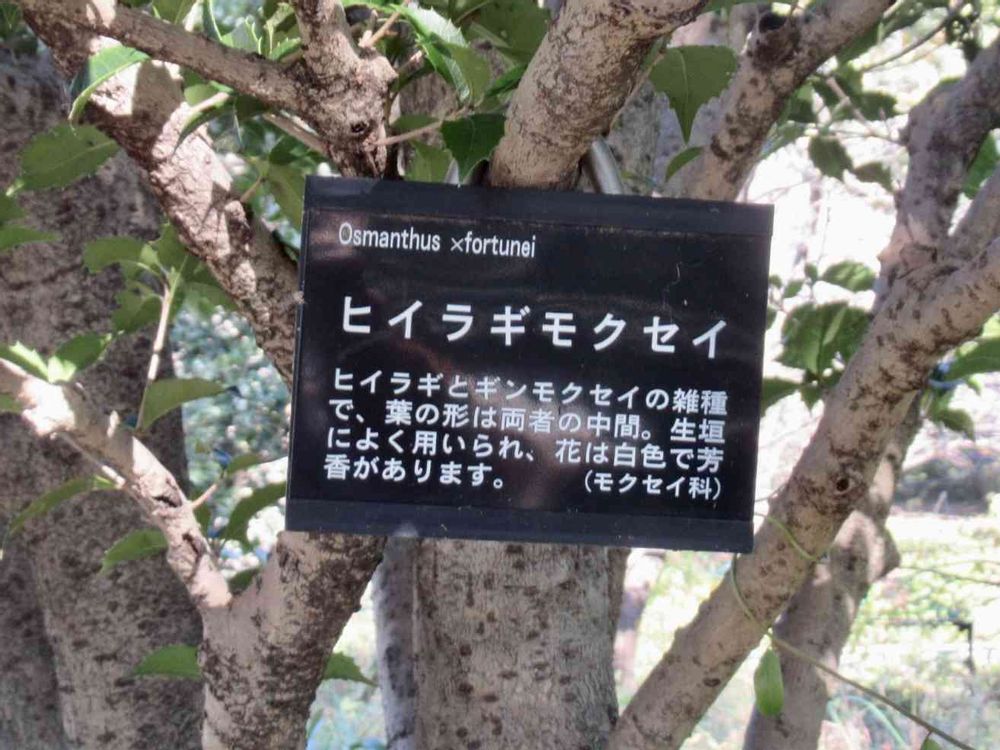 Osmanthus ×fortunei
ヒイラギモクセイ
ヒイラギとギンモクセイの雑種
で、葉の形は両者の中間。生垣
によく用いられ、花は白色で芳
香があります。 (モクセイ科)